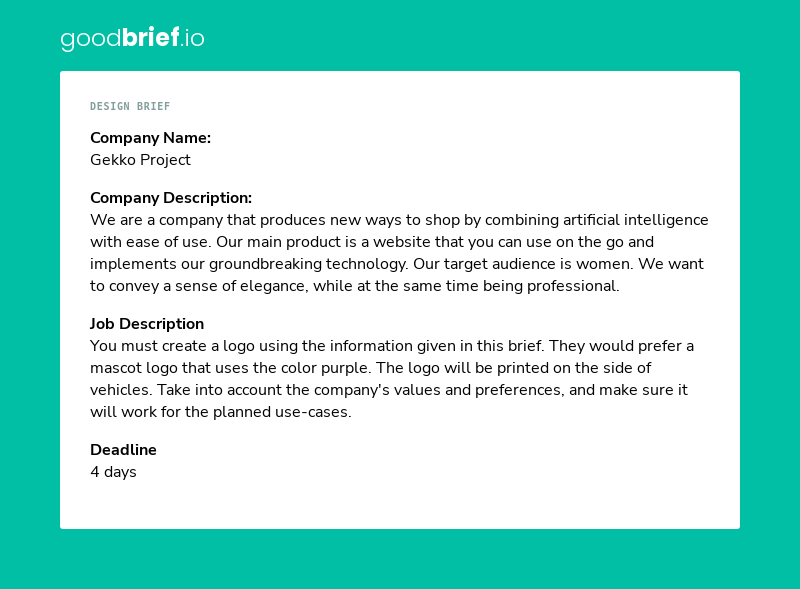 goodbrief.io
DESIGN BRIEF
Company Name:
Gekko Project
Company Description:
We are a company that produces new ways to shop by combining artificial intelligence
with ease of use. Our main product is a website that you can use on the go and
implements our groundbreaking technology. Our target audience is women. We want
to convey a sense of elegance, while at the same time being professional.
Job Description
You must create a logo using the information given in this brief. They would prefer a
mascot logo that uses the color purple. The logo will be printed on the side of
vehicles. Take into account the company's values and preferences, and make sure it
will work for the planned use-cases.
Deadline
4 days